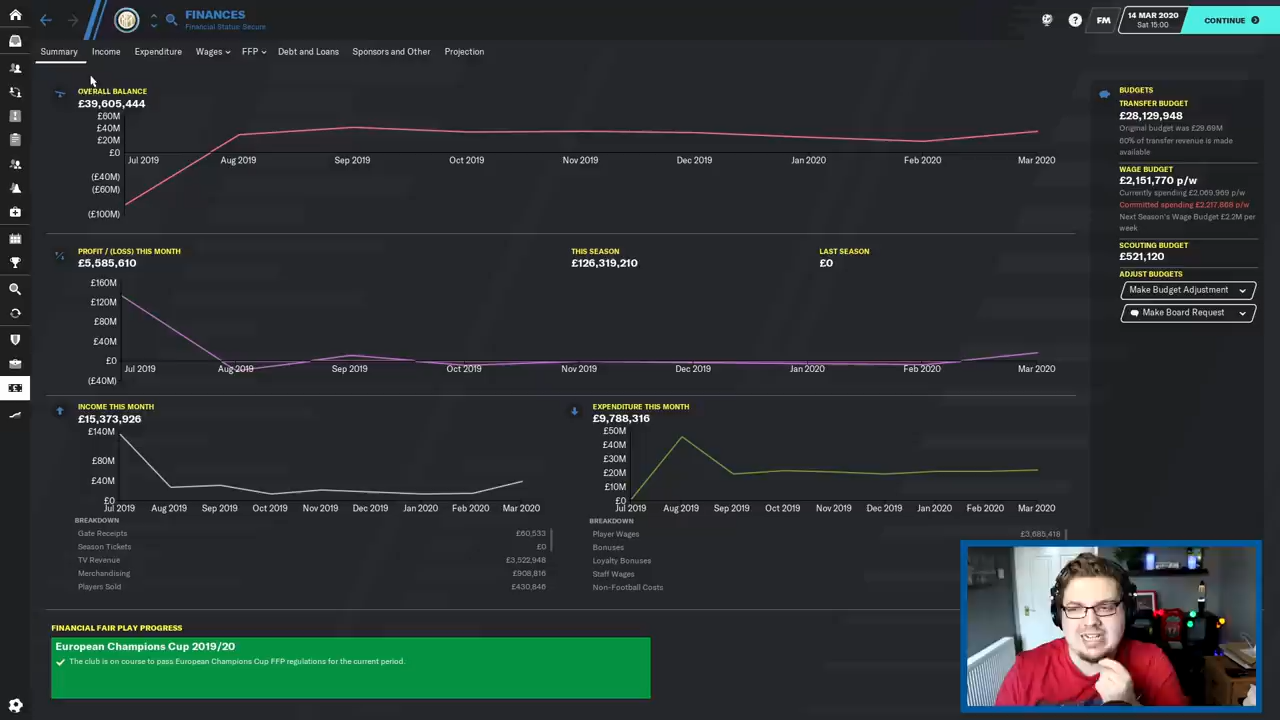 FINANCES
Financial Status: Secure
FM
14 MAR 2020
Sat 15:00
CONTINUE
Summary
Income
Expenditure
Wages
FFP
Debt and Loans
Sponsors and Other
Projection
OVERALL BALANCE
£39,605,444
£60M
£40M
£20M
£0
(£40M)
(£60M)
(£100M)
Jul 2019
Aug 2019
Sep 2019
Oct 2019
Nov 2019
Dec 2019
Jan 2020
Feb 2020
Mar 2020
PROFIT / (LOSS) THIS MONTH
£5,585,610
THIS SEASON
£126,319,210
LAST SEASON
£0
£160M
£120M
£80M
£40M
£0
(£40M)
Jul 2019
Aug 2019
Sep 2019
Oct 2019
Nov 2019
Dec 2019
Jan 2020
Feb 2020
Mar 2020
INCOME THIS MONTH
£15,373,926
£140M
£80M
£40M
£0
Jul 2019
Aug 2019
Sep 2019
Oct 2019
Nov 2019
Dec 2019
Jan 2020
Feb 2020
Mar 2020
BREAKDOWN
Gate Receipts £60,533
Season Tickets £0
TV Revenue £3,522,948
Merchandising £908,816
Players Sold £430,846
EXPENDITURE THIS MONTH
£9,788,316
£50M
£40M
£30M
£20M
£10M
£0
Jul 2019
Aug 2019
Sep 2019
Oct 2019
Nov 2019
Dec 2019
Jan 2020
Feb 2020
Mar 2020
BREAKDOWN
Player Wages £3,685,418
Bonuses
Loyalty Bonuses
Staff Wages
Non-Football Costs
FINANCIAL FAIR PLAY PROGRESS
European Champions Cup 2019/20
The club is on course to pass European Champions Cup FFP regulations for the current period.
BUDGETS
TRANSFER BUDGET
£28,129,948
Original budget was £29.69M
60% of transfer revenue is made
available
WAGE BUDGET
£2,151,770 p/w
Currently spending £2,069,969 p/w
Committed spending £2,217,868 p/w
Next Season's Wage Budget £2.2M per
week
SCOUTING BUDGET
£521,120
ADJUST BUDGETS
Make Budget Adjustment
Make Board Request